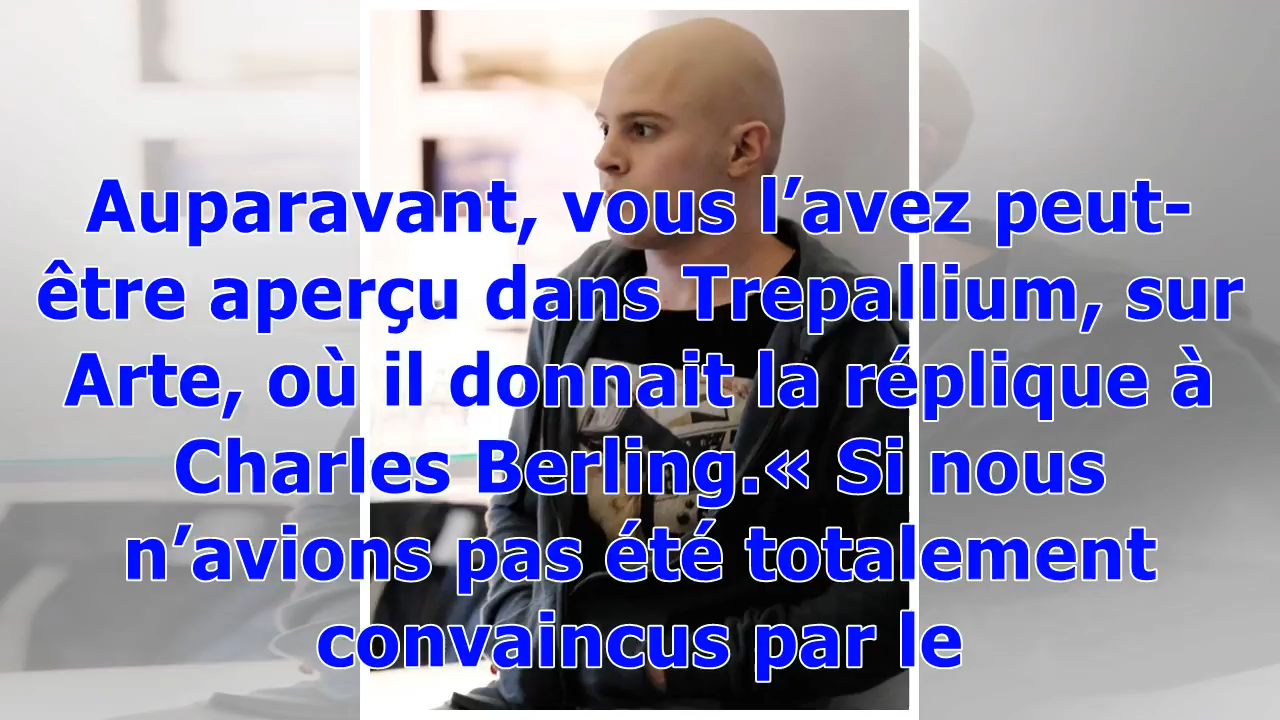 Auparavant, vous l’avez peut-
être aperçu dans Trepallium, sur
Arte, où il donnait la réplique à
Charles Berling.« Si nous
n’avions pas été totalement
convaincus par le